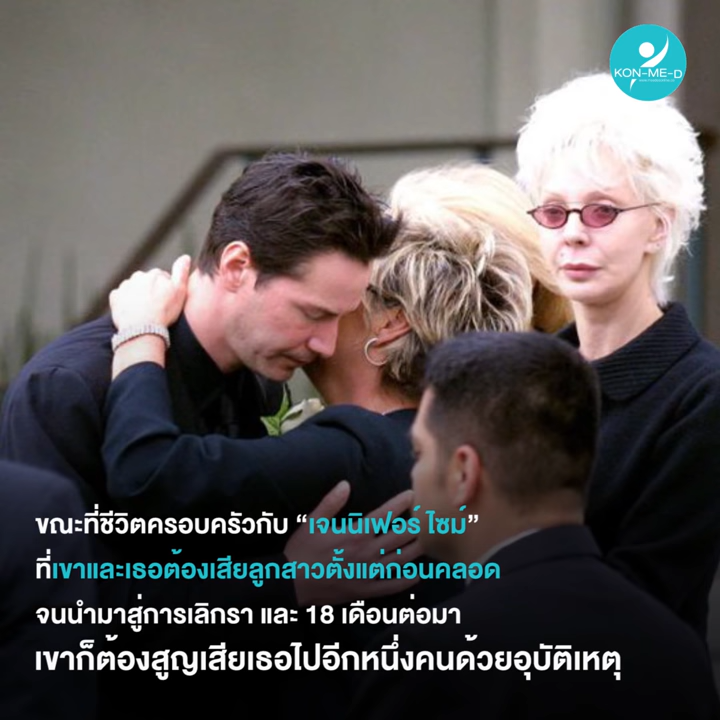 KON-ME-D
ขณะที่ชีวิตครอบครัวกับ “เจนนิเฟอร์ ไซม์”
ที่เขาและเธอต้องเสียลูกสาวตั้งแต่ก่อนคลอด
จนนำมาสู่การเลิกรา และ 18 เดือนต่อมา
เขาก็ต้องสูญเสียเธอไปอีกหนึ่งคนด้วยอุบัติเหตุ